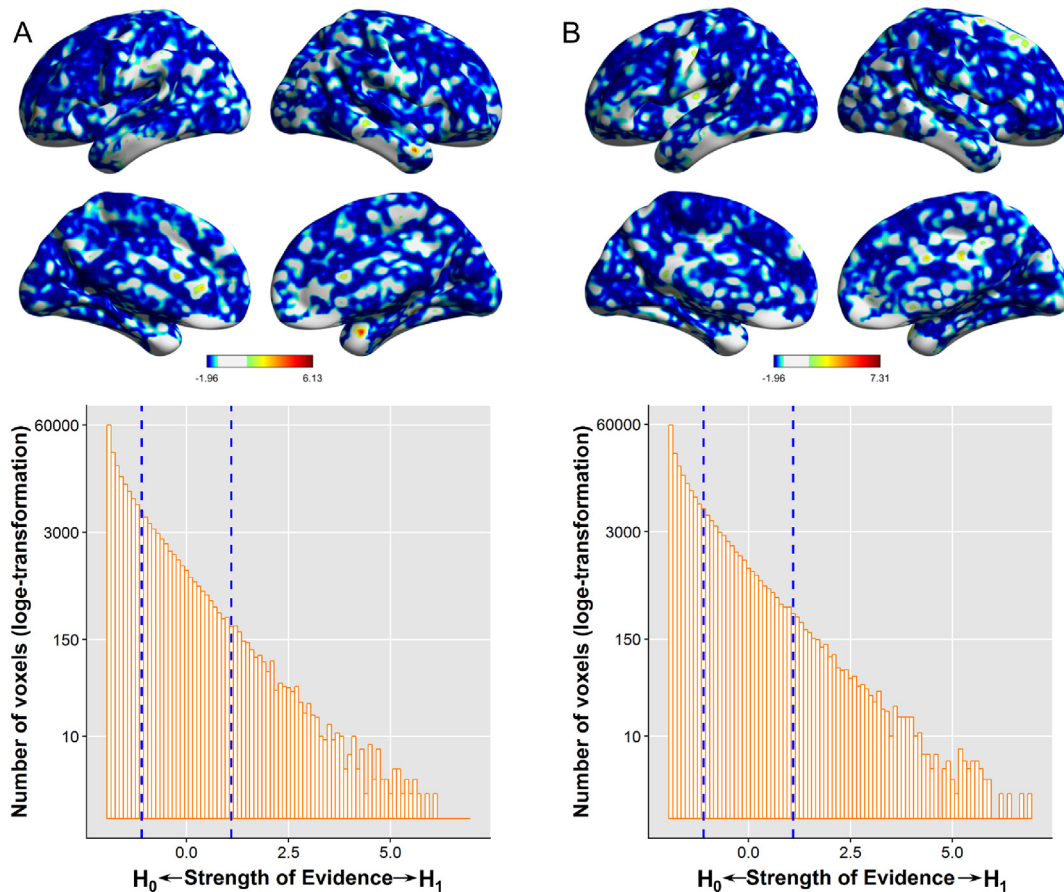 A
B
-1.96 6.13
-1.96 7.31
Number of voxels (loge-transformation)
60000
3000
150
10
0.0 2.5 5.0
H₀←Strength of Evidence→H₁
Number of voxels (loge-transformation)
60000
3000
150
10
0.0 2.5 5.0
H₀←Strength of Evidence→H₁